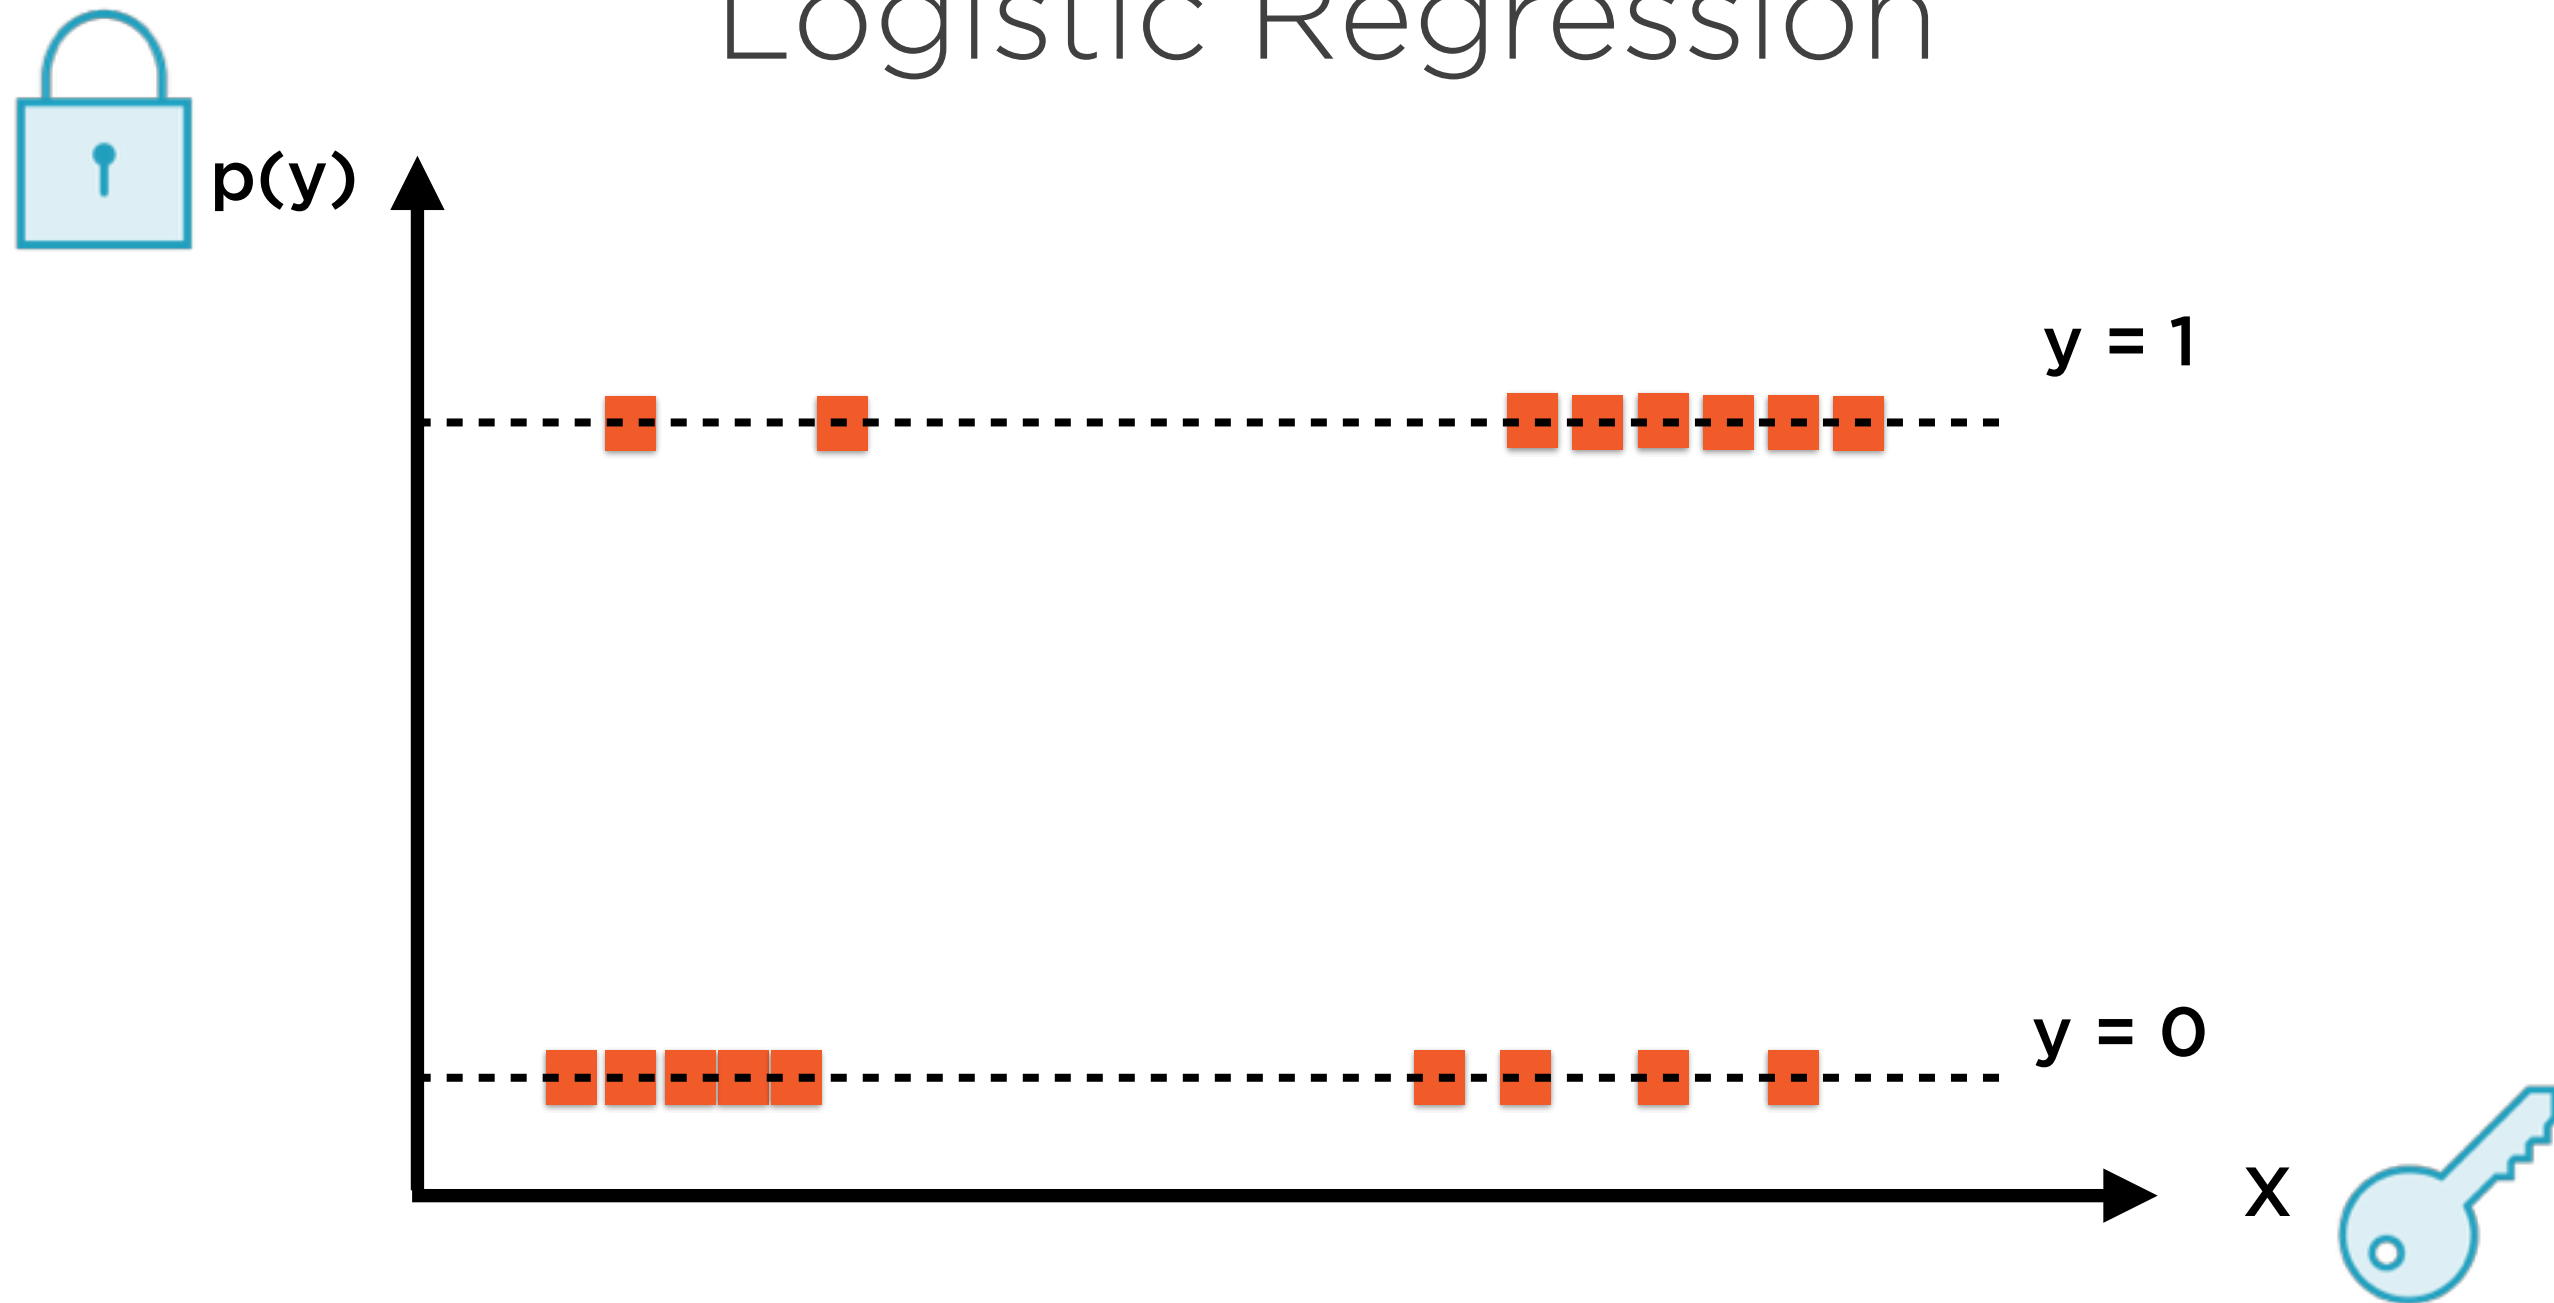 Logistic Regression
p(y)
y = 1
y = 0
X